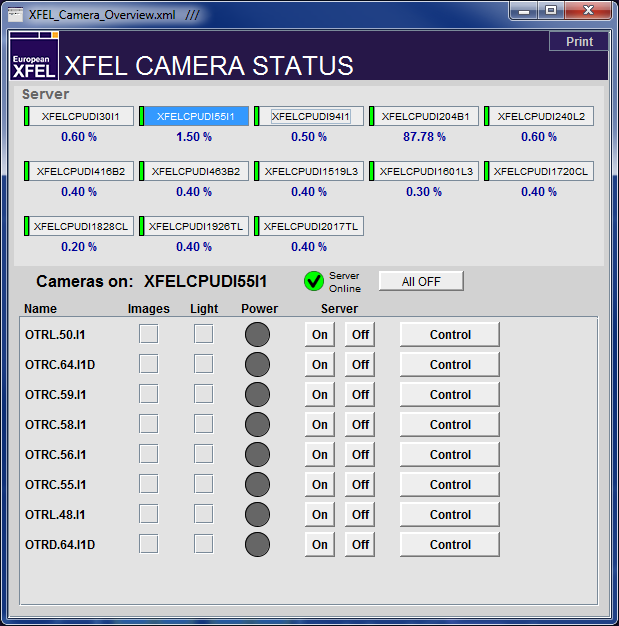 XFEL_Camera_Overview.xml ///
Print
European
XFEL
XFEL CAMERA STATUS
Server
XFELCPUDI30I1 XFELCPUDI55I1 XFELCPUDI94I1 XFELCPUDI204B1 XFELCPUDI240L2
0.60 % 1.50 % 0.50 % 87.78 % 0.60 %
XFELCPUDI416B2 XFELCPUDI463B2 XFELCPUDI1519L3 XFELCPUDI1601L3 XFELCPUDI1720CL
0.40 % 0.40 % 0.40 % 0.30 % 0.40 %
XFELCPUDI1828CL XFELCPUDI1926TL XFELCPUDI2017TL
0.20 % 0.40 % 0.40 %
Cameras on: XFELCPUDI55I1 Server Online All OFF
Name Images Light Power Server
OTRL.50.I1 On Off Control
OTRC.64.I1D On Off Control
OTRC.59.I1 On Off Control
OTRC.58.I1 On Off Control
OTRC.56.I1 On Off Control
OTRC.55.I1 On Off Control
OTRL.48.I1 On Off Control
OTRD.64.I1D On Off Control